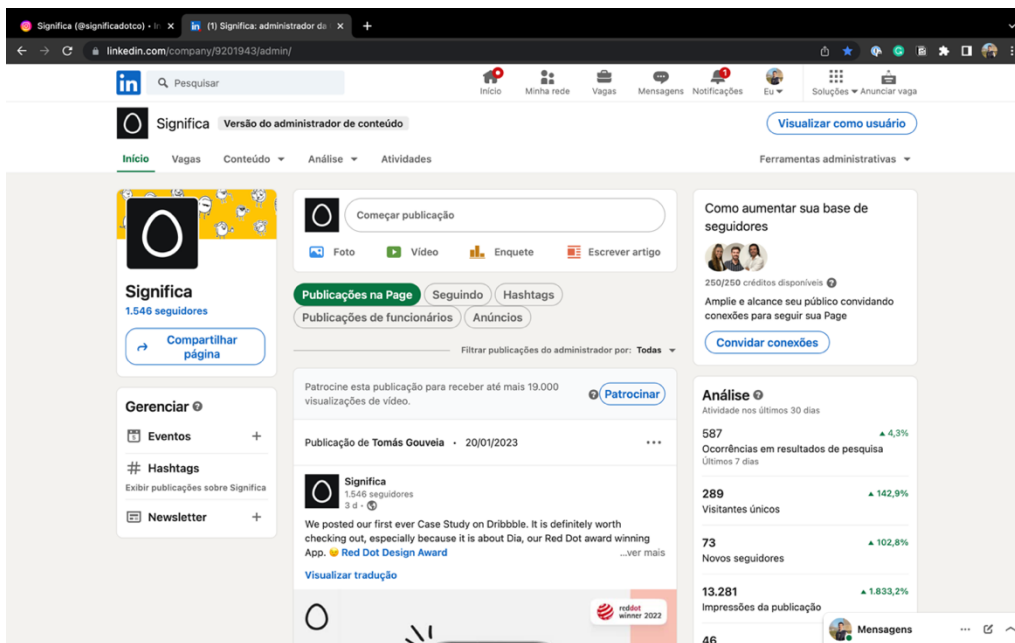 Significa (@significadotco) • In
(1) Significa: administrador da
linkedin.com/company/9201943/admin/
in
Pesquisar
Início
Minha rede
Vagas
Mensagens
1
Notificações
Eu
Soluções
Anunciar vaga
Significa
Versão do administrador de conteúdo
Visualizar como usuário
Início
Vagas
Conteúdo
Análise
Atividades
Ferramentas administrativas
Significa
1.546 seguidores
Compartilhar
página
Gerenciar
Eventos
Hashtags
Exibir publicações sobre Significa
Newsletter
Começar publicação
Foto
Vídeo
Enquete
Escrever artigo
Publicações na Page
Seguindo
Hashtags
Publicações de funcionários
Anúncios
Filtrar publicações do administrador por: Todas
Patrocine esta publicação para receber até mais 19.000
visualizações de vídeo.
Patrocinar
Publicação de Tomás Gouveia • 20/01/2023
Significa
1.546 seguidores
3 d •
We posted our first ever Case Study on Dribbble. It is definitely worth
checking out, especially because it is about Dia, our Red Dot award winning
App. 😉 Red Dot Design Award
...ver mais
Visualizar tradução
reddot
winner 2022
Como aumentar sua base de
seguidores
250/250 créditos disponíveis
Amplie e alcance seu público convidando
conexões para seguir sua Page
Convidar conexões
Análise
Atividade nos últimos 30 dias
587
▲ 4,3%
Ocorrências em resultados de pesquisa
Últimos 7 dias
289
▲ 142,9%
Visitantes únicos
73
▲ 102,8%
Novos seguidores
13.281
▲ 1.833,2%
Impressões da publicação
46
Mensagens